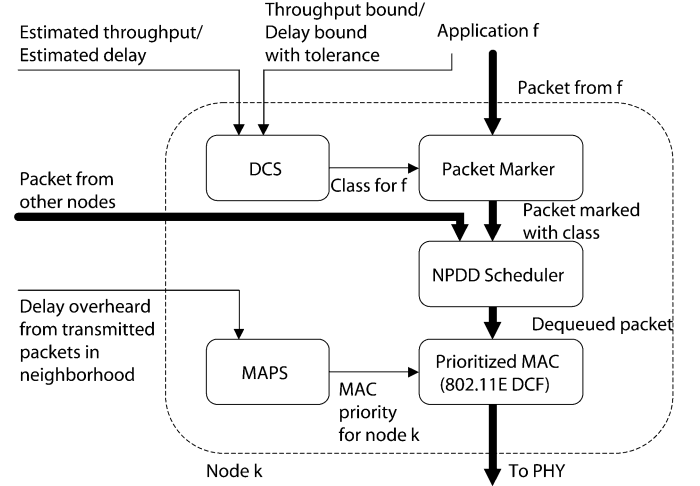 Estimated throughput/
Estimated delay
Throughput bound/
Delay bound
with tolerance
Application f
Packet from f
DCS
Class for f
Packet Marker
Packet from
other nodes
Packet marked
with class
NPDD Scheduler
Delay overheard
from transmitted
packets in
neighborhood
Dequeued packet
MAPS
MAC
priority
for node k
Prioritized MAC
(802.11E DCF)
Node k
To PHY